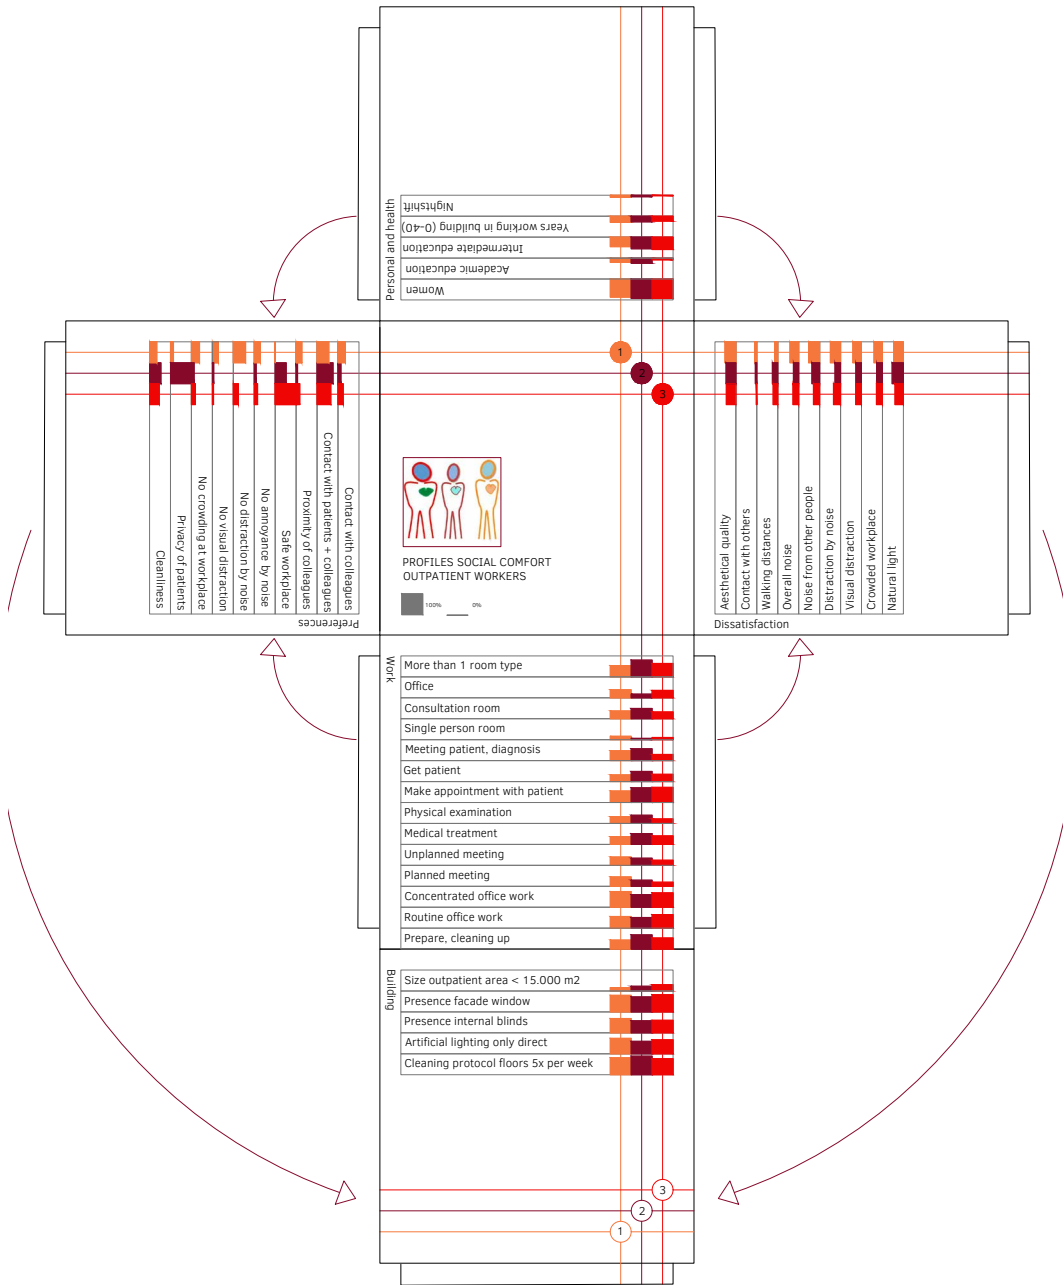 Personal and health
Nightshift
Years working in building (0-40)
Intermediate education
Academic education
Women
1
2
3
Cleanliness
Privacy of patients
No crowding at workplace
No visual distraction
No distraction by noise
No annoyance by noise
Safe workplace
Proximity of colleagues
Contact with patients + colleagues
Contact with colleagues
Preferences
PROFILES SOCIAL COMFORT
OUTPATIENT WORKERS
100% 0%
Aesthetical quality
Contact with others
Walking distances
Overall noise
Noise from other people
Distraction by noise
Visual distraction
Crowded workplace
Natural light
Dissatisfaction
Work
More than 1 room type
Office
Consultation room
Single person room
Meeting patient, diagnosis
Get patient
Make appointment with patient
Physical examination
Medical treatment
Unplanned meeting
Planned meeting
Concentrated office work
Routine office work
Prepare, cleaning up
Building
Size outpatient area < 15.000 m2
Presence facade window
Presence internal blinds
Artificial lighting only direct
Cleaning protocol floors 5x per week
3
2
1